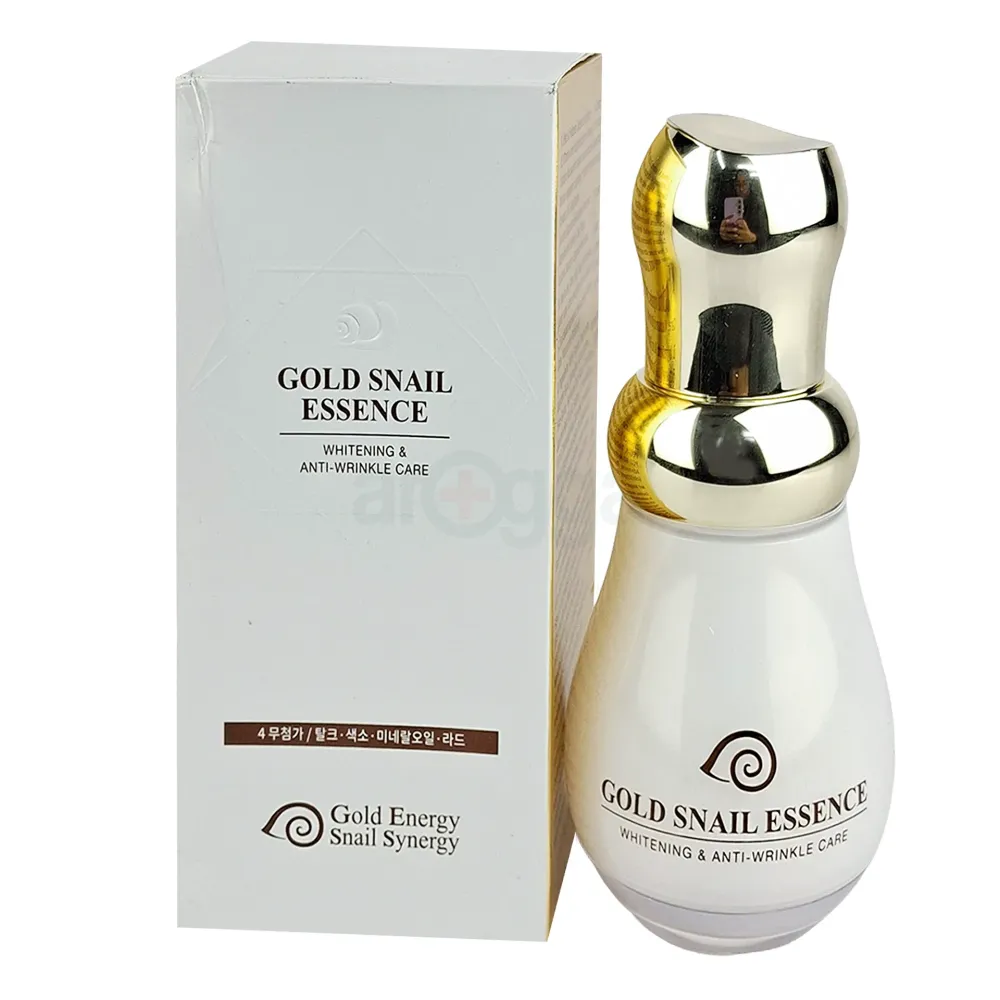 GOLD SNAIL
ESSENCE
WHITENING &
ANTI-WRINKLE CARE
4 무첨가 / 탈크·색소·미네랄오일·라드
Gold Energy
Snail Synergy
GOLD SNAIL ESSENCE
WHITENING & ANTI-WRINKLE CARE